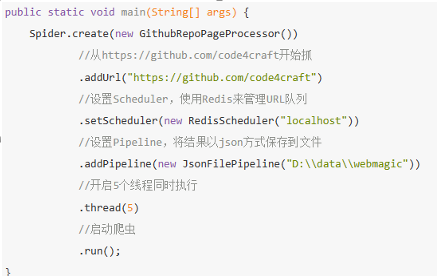 public static void main(String[] args) {
Spider.create(new GithubRepoPageProcessor())
//从https://github.com/code4craft开始抓
.addUrl("https://github.com/code4craft")
//设置Scheduler，使用Redis来管理URL队列
.setScheduler(new RedisScheduler("localhost"))
//设置Pipeline，将结果以json方式保存到文件
.addPipeline(new JsonFilePipeline("D:\\data\\webmagic"))
//开启5个线程同时执行
.thread(5)
//启动爬虫
.run();
}